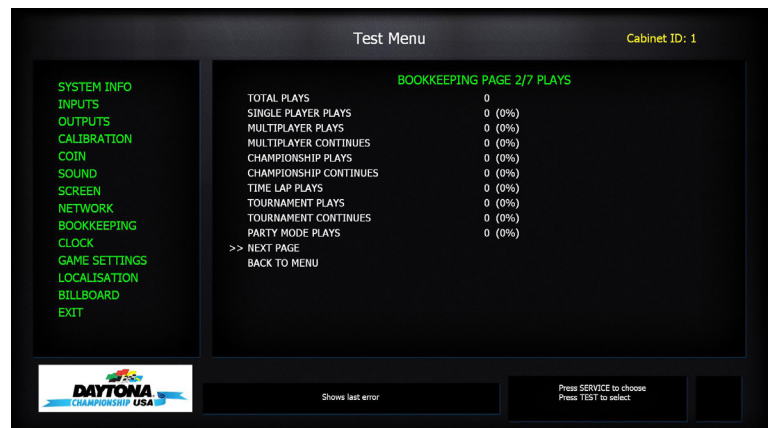 Test Menu
Cabinet ID: 1
SYSTEM INFO
INPUTS
OUTPUTS
CALIBRATION
COIN
SOUND
SCREEN
NETWORK
BOOKKEEPING
CLOCK
GAME SETTINGS
LOCALISATION
BILLBOARD
EXIT
BOOKKEEPING PAGE 2/7 PLAYS
TOTAL PLAYS 0
SINGLE PLAYER PLAYS 0 (0%)
MULTIPLAYER PLAYS 0 (0%)
MULTIPLAYER CONTINUES 0 (0%)
CHAMPIONSHIP PLAYS 0 (0%)
CHAMPIONSHIP CONTINUES 0 (0%)
TIME LAP PLAYS 0 (0%)
TOURNAMENT PLAYS 0 (0%)
TOURNAMENT CONTINUES 0 (0%)
PARTY MODE PLAYS 0 (0%)
>> NEXT PAGE
BACK TO MENU
DAYTONA
CHAMPIONSHIP USA
Shows last error
Press SERVICE to choose
Press TEST to select